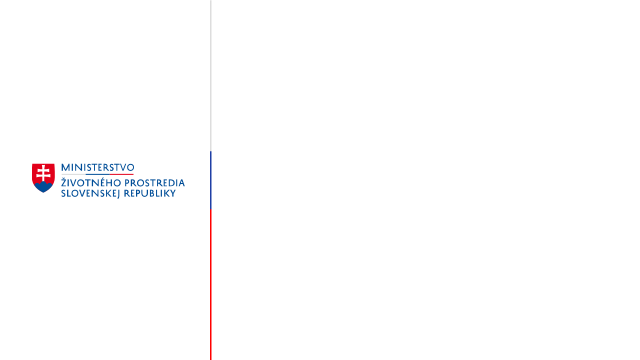 MINISTERSTVO
ŽIVOTNÉHO PROSTREDIA
SLOVENSKEJ REPUBLIKY